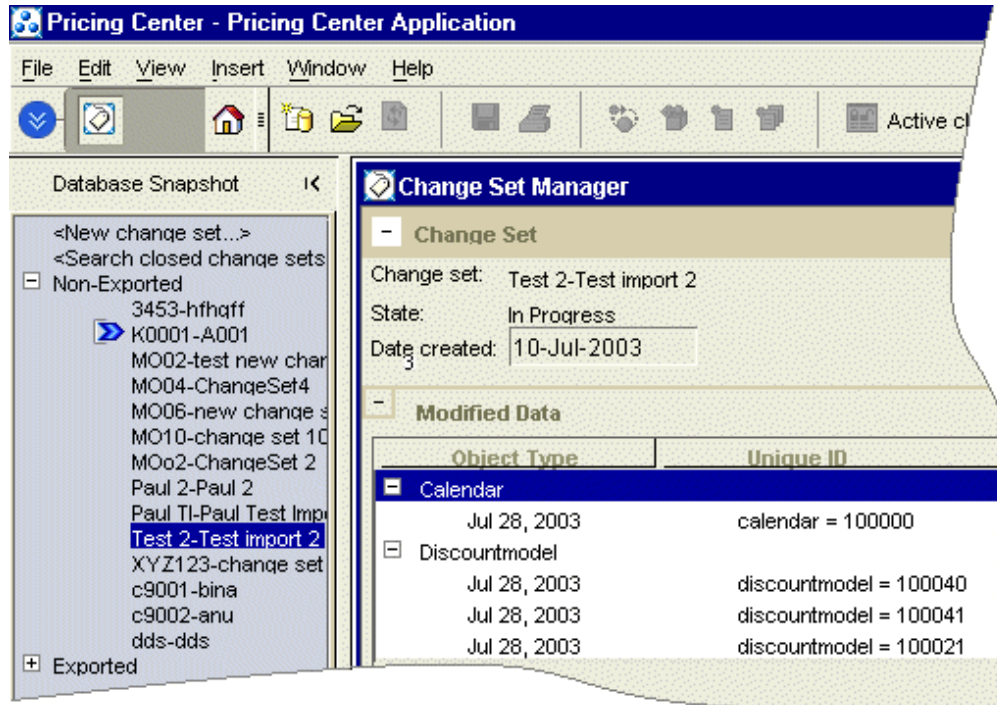 Pricing Center - Pricing Center Application
File Edit View Insert Window Help
Active cl
Database Snapshot
<New change set...>
<Search closed change sets
Non-Exported
3453-hfhgff
K0001-A001
MO02-test new char
MO04-ChangeSet4
MO06-new change s
MO10-change set 10
MOo2-ChangeSet 2
Paul 2-Paul 2
Paul TI-Paul Test Impo
Test 2-Test import 2
XYZ123-change set
c9001-bina
c9002-anu
dds-dds
Exported
Change Set Manager
Change Set
Change set: Test 2-Test import 2
State: In Progress
Date created: 10-Jul-2003
3
Modified Data
Object Type Unique ID
Calendar
Jul 28, 2003 calendar = 100000
Discountmodel
Jul 28, 2003 discountmodel = 100040
Jul 28, 2003 discountmodel = 100041
Jul 28, 2003 discountmodel = 100021